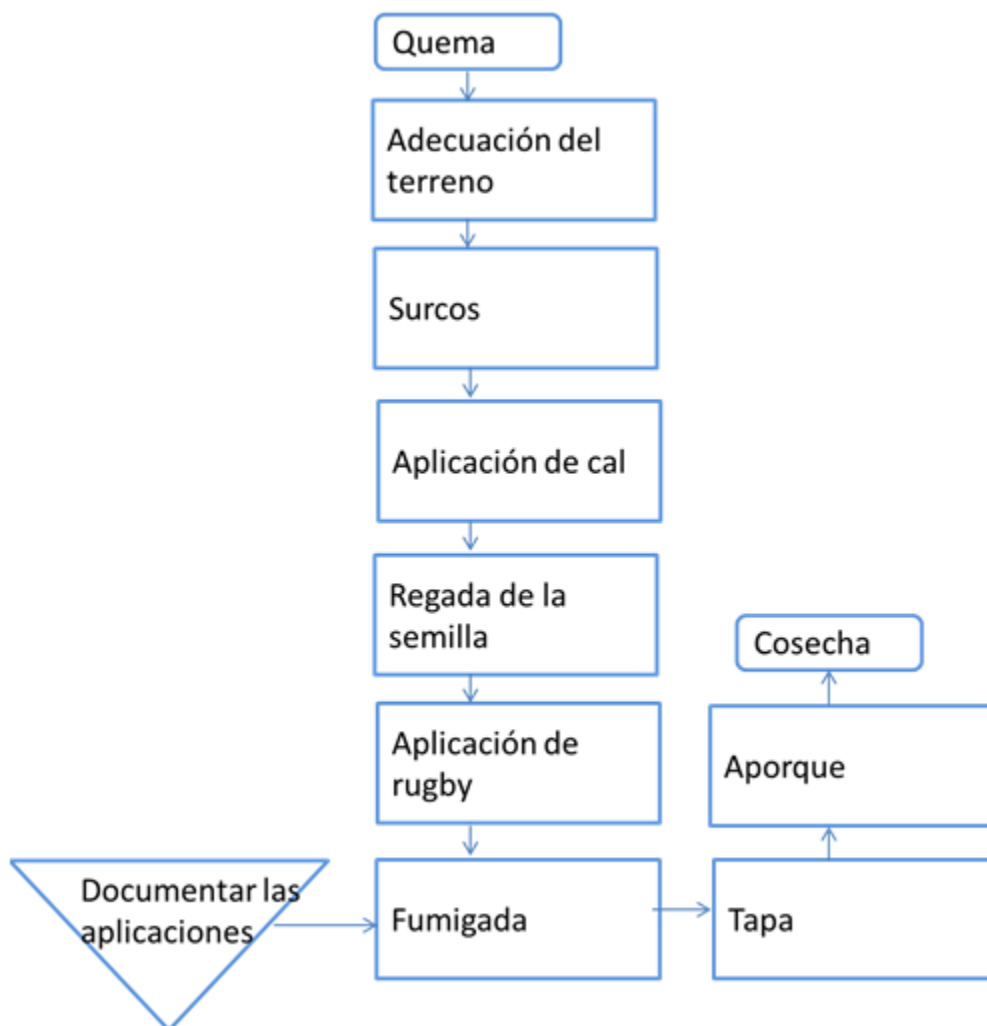 Quema
Adecuación del
terreno
Surcos
Aplicación de cal
Regada de la
semilla
Aplicación de
rugby
Documentar las
aplicaciones
Fumigada
Tapa
Aporque
Cosecha